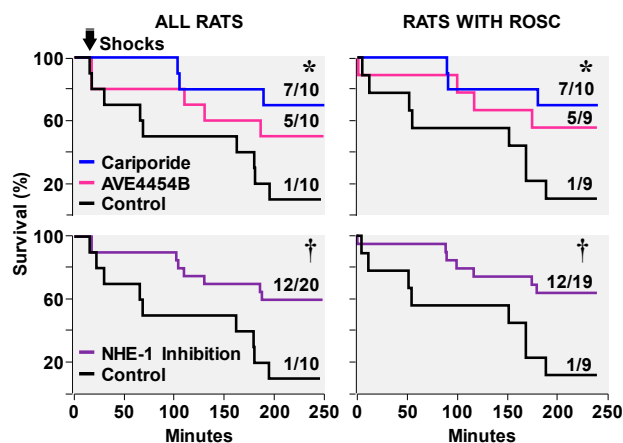 ALL RATS
RATS WITH ROSC
Shocks
100
60
20
Survival (%)
*
7/10
5/10
1/10
Cariporide
AVE4454B
Control
*
7/10
5/9
1/9
100
60
20
†
12/20
1/10
NHE-1 Inhibition
Control
†
12/19
1/9
0 50 100 150 200 250
0 50 100 150 200 250
Minutes
Minutes